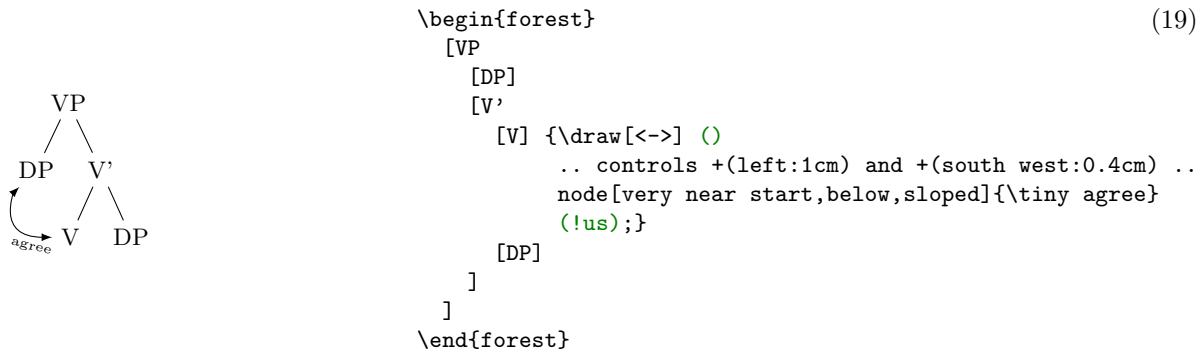 VP
DP V'
V DP
agree
\begin{forest}
(19)
[VP
[DP]
[V'
[V] {\draw[<->] ()
.. controls +(left:1cm) and +(south west:0.4cm) ..
node[very near start,below,sloped]{\tiny agree}
(!us);}
[DP]
]
]
\end{forest}